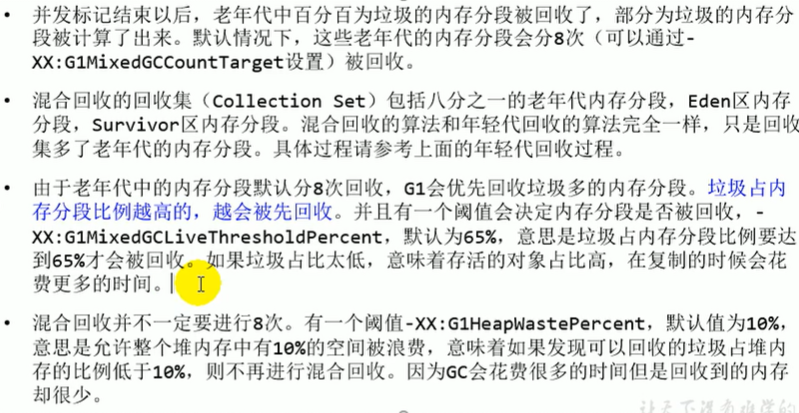 • 并发标记结束以后，老年代中百分百为垃圾的内存分段被回收了，部分为垃圾的内存分
段被计算了出来。默认情况下，这些老年代的内存分段会分8次（可以通过-
XX:G1MixedGCCountTarget设置）被回收。
• 混合回收的回收集（Collection Set）包括八分之一的老年代内存分段，Eden区内存
分段，Survivor区内存分段。混合回收的算法和年轻代回收的算法完全一样，只是回收
集多了老年代的内存分段。具体过程请参考上面的年轻代回收过程。
• 由于老年代中的内存分段默认分8次回收，G1会优先回收垃圾多的内存分段。垃圾占内
存分段比例越高的，越会被先回收。并且有一个阈值会决定内存分段是否被回收，-
XX:G1MixedGCLiveThresholdPercent，默认为65%，意思是垃圾占内存分段比例要达
到65%才会被回收。如果垃圾占比太低，意味着存活的对象占比高，在复制的时候会花
费更多的时间。
• 混合回收并不一定要进行8次。有一个阈值-XX:G1HeapWastePercent，默认值为10%，
意思是允许整个堆内存中有10%的空间被浪费，意味着如果发现可以回收的垃圾占堆内
存的比例低于10%，则不再进行混合回收。因为GC会花费很多的时间但是回收到的内存
却很少。
让天下没有难学的